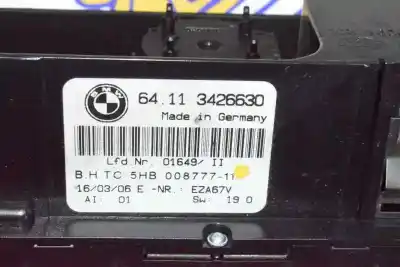 BMW
64.11 3426630
Made in Germany
Lfd Nr. 01649/ II
B.H.T.C 5HB 008777-11
16/03/06 E -NR.: EZA67V
AI: 01 SW: 19.0